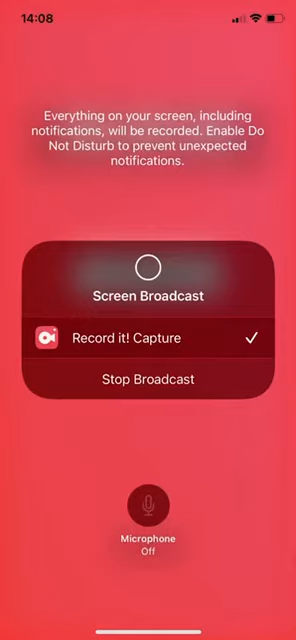 14:08
Everything on your screen, including
notifications, will be recorded. Enable Do
Not Disturb to prevent unexpected
notifications.
Screen Broadcast
Record it! Capture
Stop Broadcast
Microphone
Off